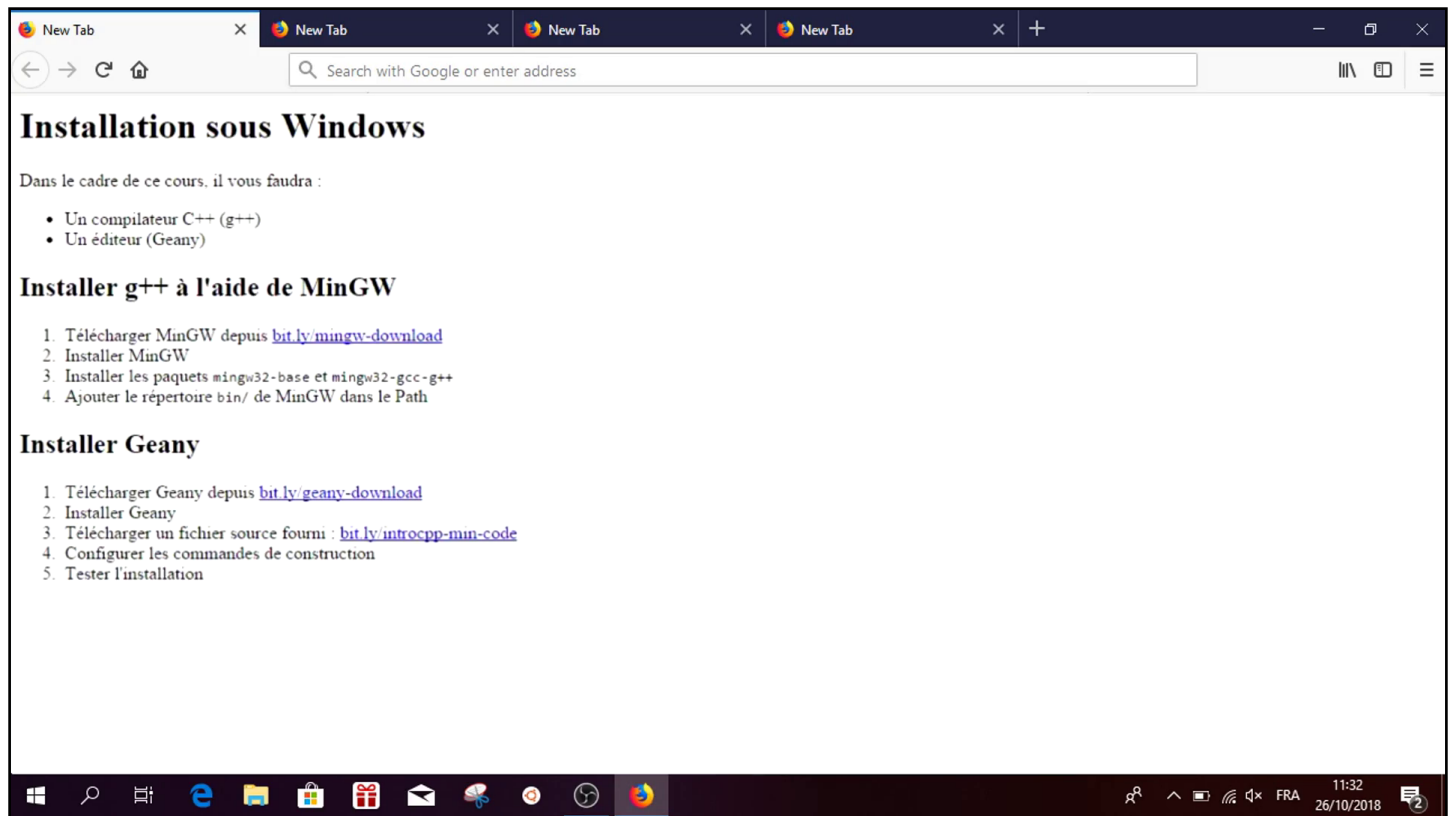 New Tab
New Tab
New Tab
New Tab
Search with Google or enter address
Installation sous Windows
Dans le cadre de ce cours, il vous faudra :
• Un compilateur C++ (g++)
• Un éditeur (Geany)
Installer g++ à l'aide de MinGW
1. Télécharger MinGW depuis bit.ly/mingw-download
2. Installer MinGW
3. Installer les paquets mingw32-base et mingw32-gcc-g++
4. Ajouter le répertoire bin/ de MinGW dans le Path
Installer Geany
1. Télécharger Geany depuis bit.ly/geany-download
2. Installer Geany
3. Télécharger un fichier source fourni : bit.ly/introcpp-min-code
4. Configurer les commandes de construction
5. Tester l'installation
FRA
11:32
26/10/2018
2